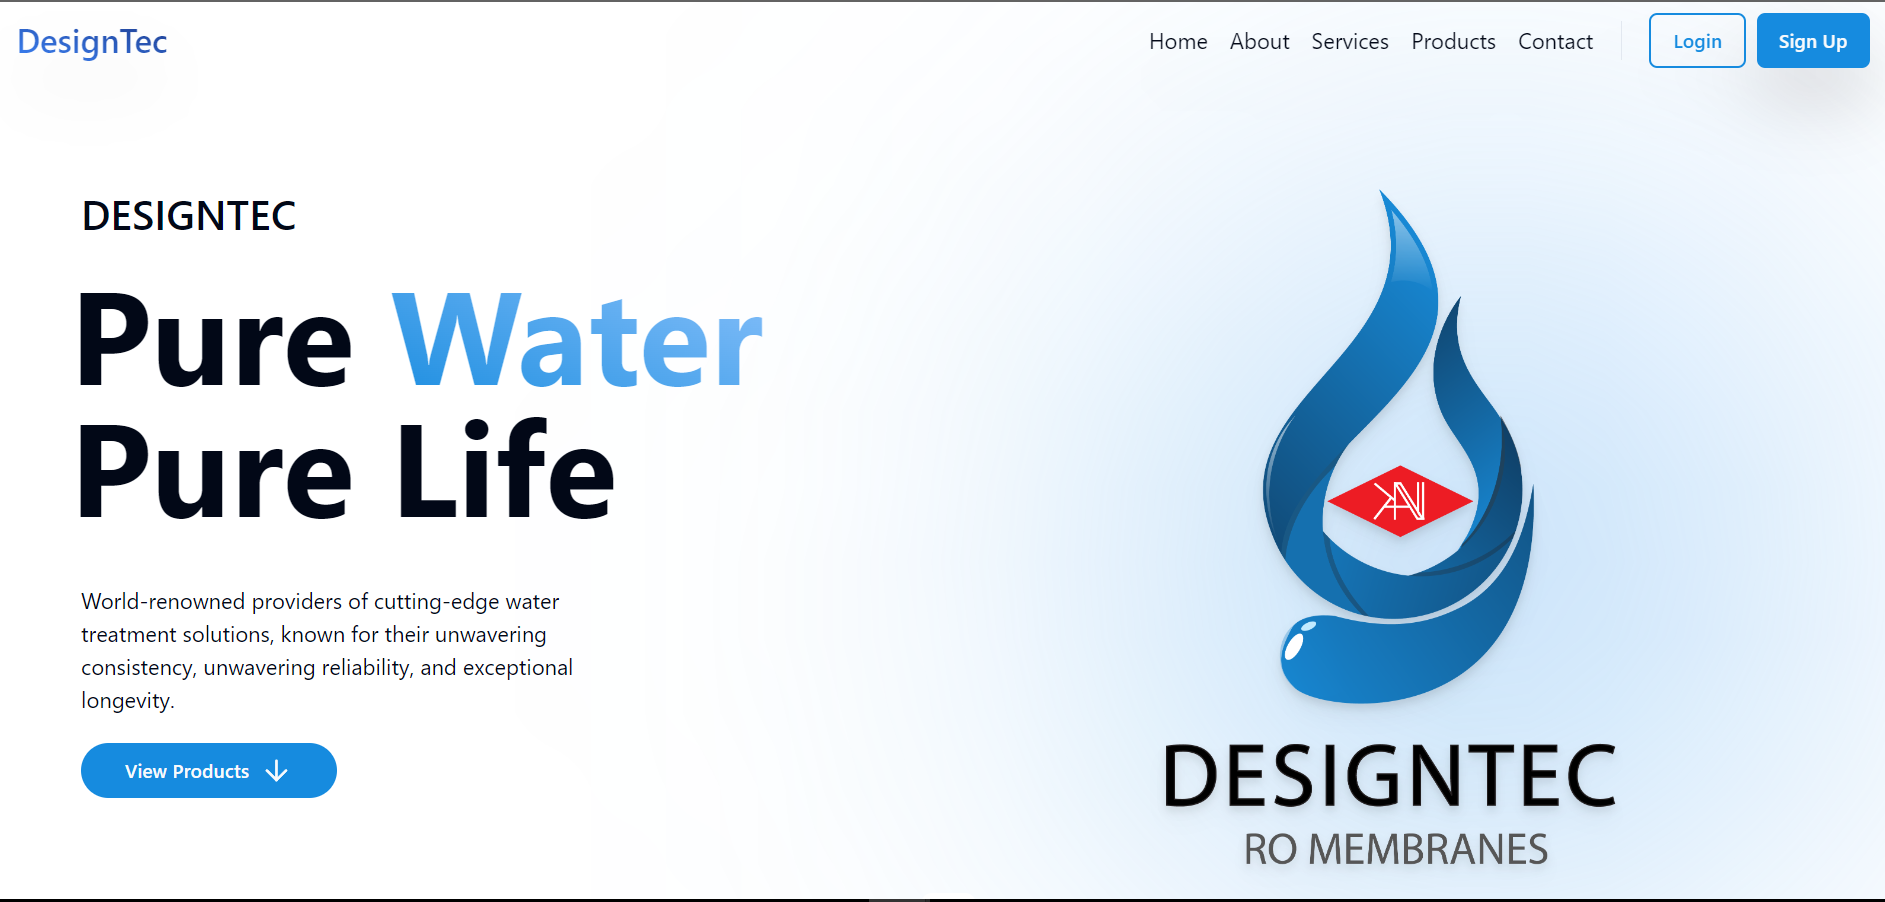 DesignTec
Home About Services Products Contact Login Sign Up
DESIGNTEC
Pure Water
Pure Life
World-renowned providers of cutting-edge water
treatment solutions, known for their unwavering
consistency, unwavering reliability, and exceptional
longevity.
View Products
DESIGNTEC
RO MEMBRANES